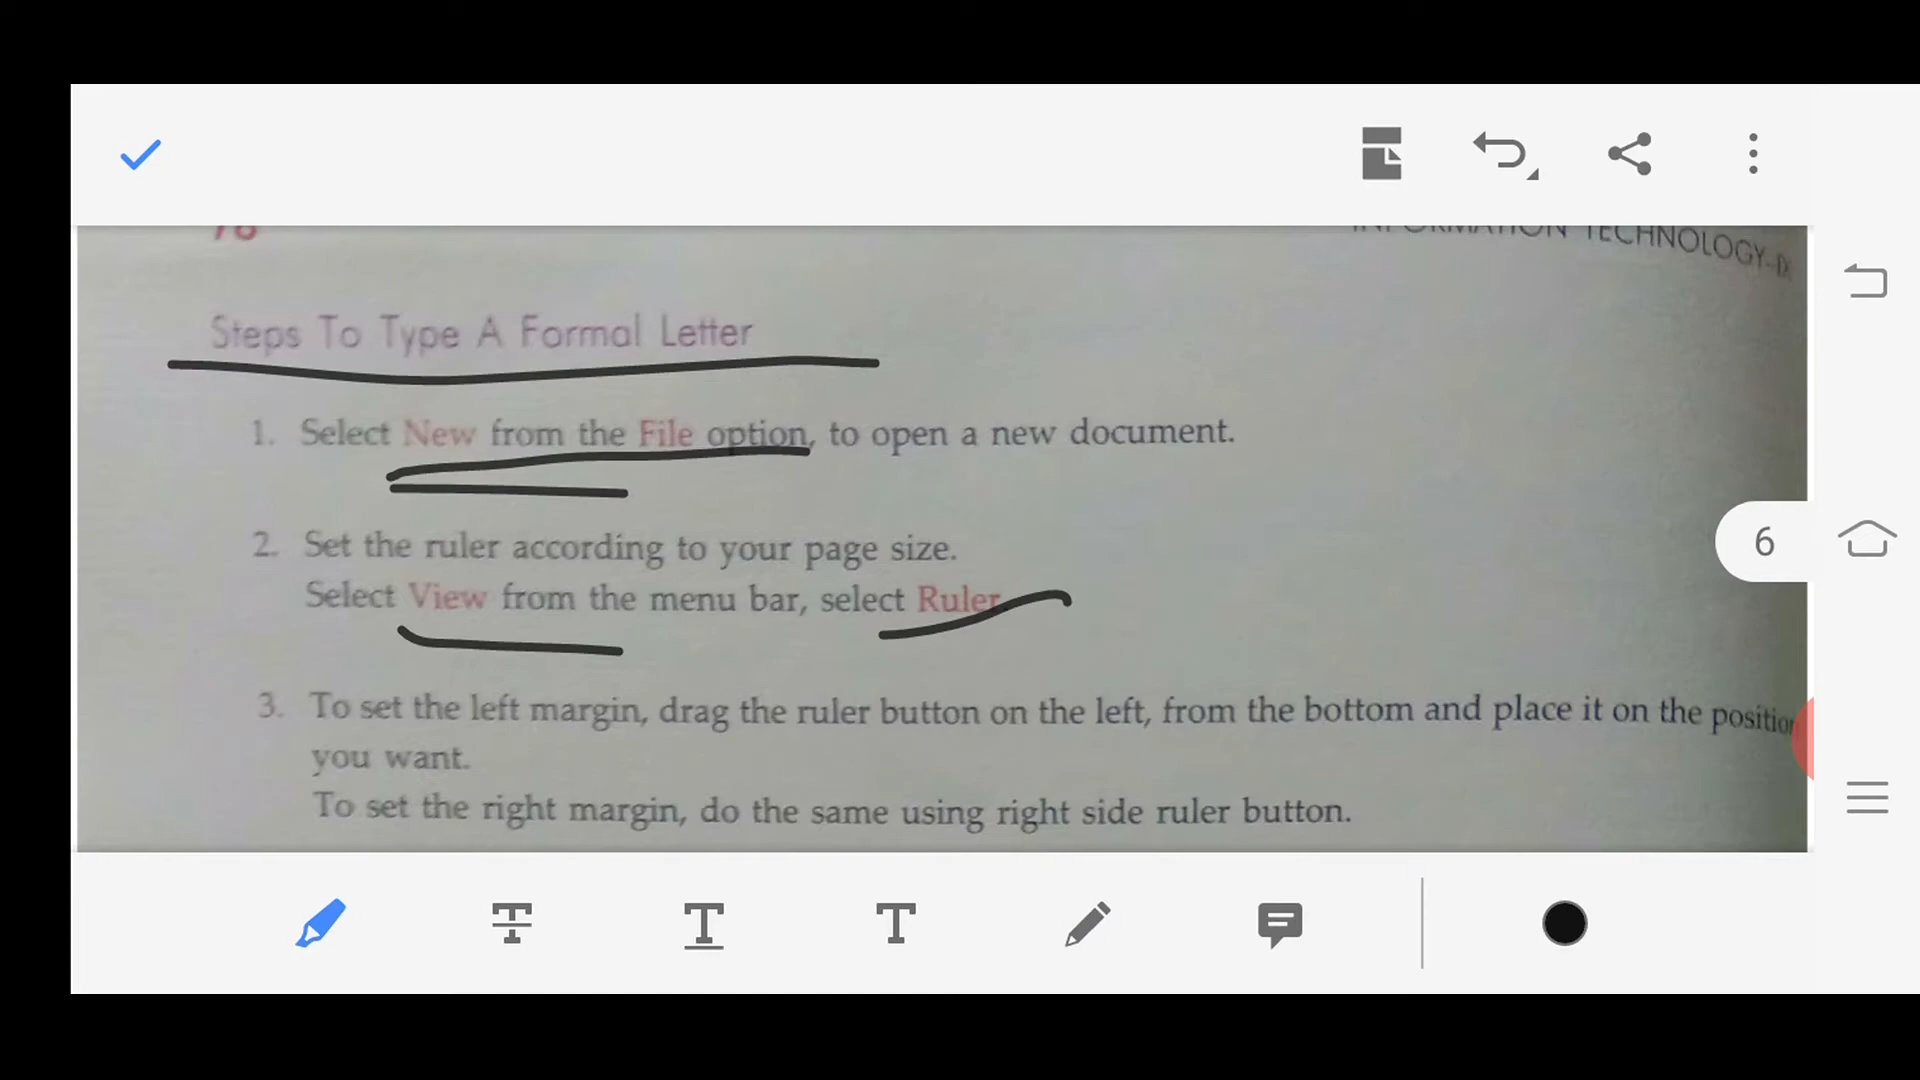 INFORMATION TECHNOLOGY-IX
Steps To Type A Formal Letter
1. Select New from the File option, to open a new document.
2. Set the ruler according to your page size.
Select View from the menu bar, select Ruler
3. To set the left margin, drag the ruler button on the left, from the bottom and place it on the position
you want.
To set the right margin, do the same using right side ruler button.
6